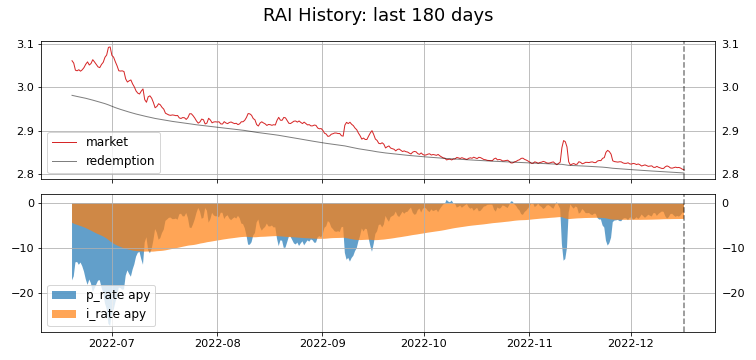 RAI History: last 180 days
3.1 3.1
3.0 3.0
2.9 2.9
market
redemption
2.8 2.8
0 0
−10 −10
p_rate apy
−20 −20
i_rate apy
2022-07 2022-08 2022-09 2022-10 2022-11 2022-12